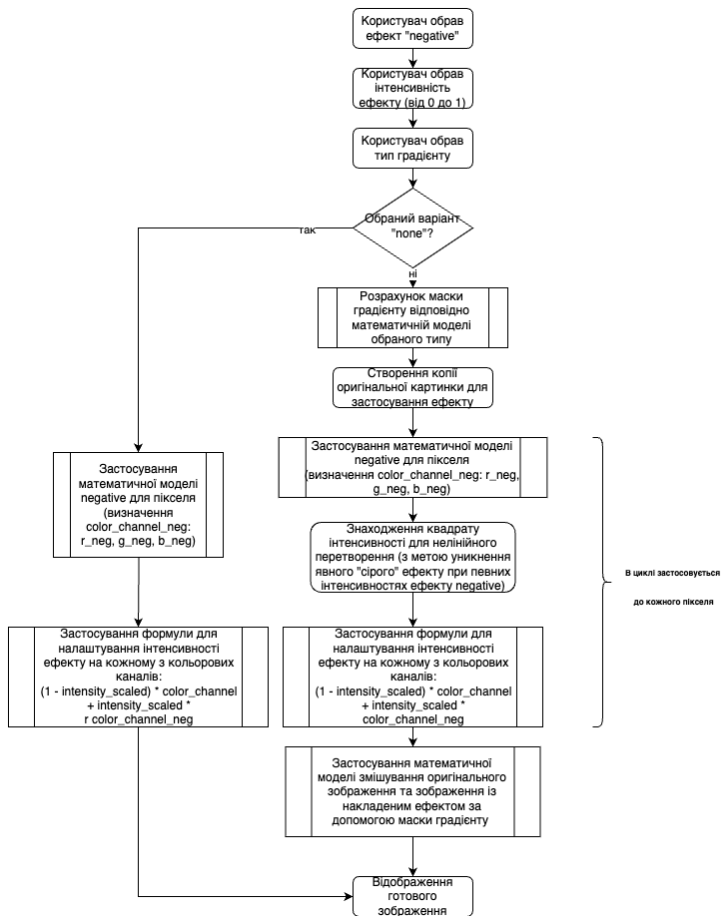 Користувач обрав
ефект "negative"
Користувач обрав
інтенсивність
ефекту (від 0 до 1)
Користувач обрав
тип градієнту
Обраний варіант
"none"?
так
ні
Розрахунок маски
градієнту відповідно
математичній моделі
обраного типу
Створення копії
оригінальної картинки для
застосування ефекту
Застосування математичної моделі
negative для пікселя
(визначення color_channel_neg: r_neg,
g_neg, b_neg)
Застосування
математичної моделі
negative для пікселя
(визначення
color_channel_neg:
r_neg, g_neg, b_neg)
Знаходження квадрату
інтенсивності для нелінійного
перетворення (з метою уникнення
явного "сірого" ефекту при певних
інтенсивностях ефекту negative)
В циклі застосовується
до кожного пікселя
Застосування формули для
налаштування інтенсивності
ефекту на кожному з кольорових
каналів:
(1 - intensity_scaled) * color_channel
+ intensity_scaled *
r color_channel_neg
Застосування формули для
налаштування інтенсивності
ефекту на кожному з кольорових
каналів:
(1 - intensity_scaled) * color_channel
+ intensity_scaled *
color_channel_neg
Застосування математичної
моделі змішування оригінального
зображення та зображення із
накладеним ефектом за
допомогою маски градієнту
Відображення
готового
зображення